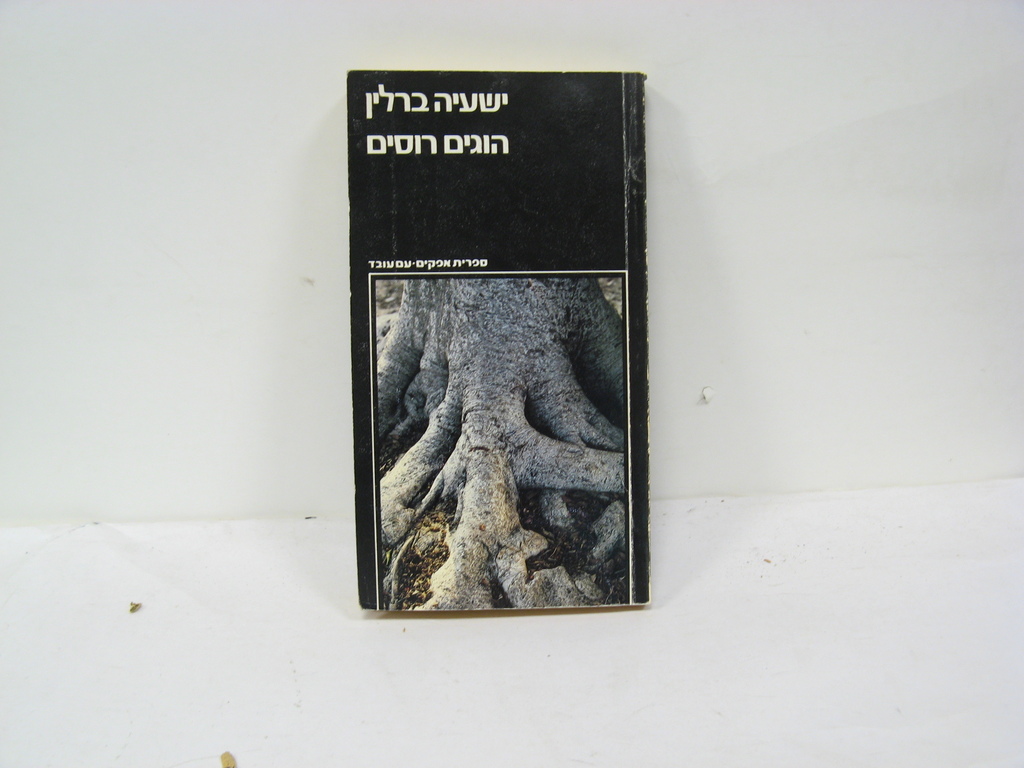 ישעיה ברלין
הוגים רוסים
ספרית אפקים·עם עובד